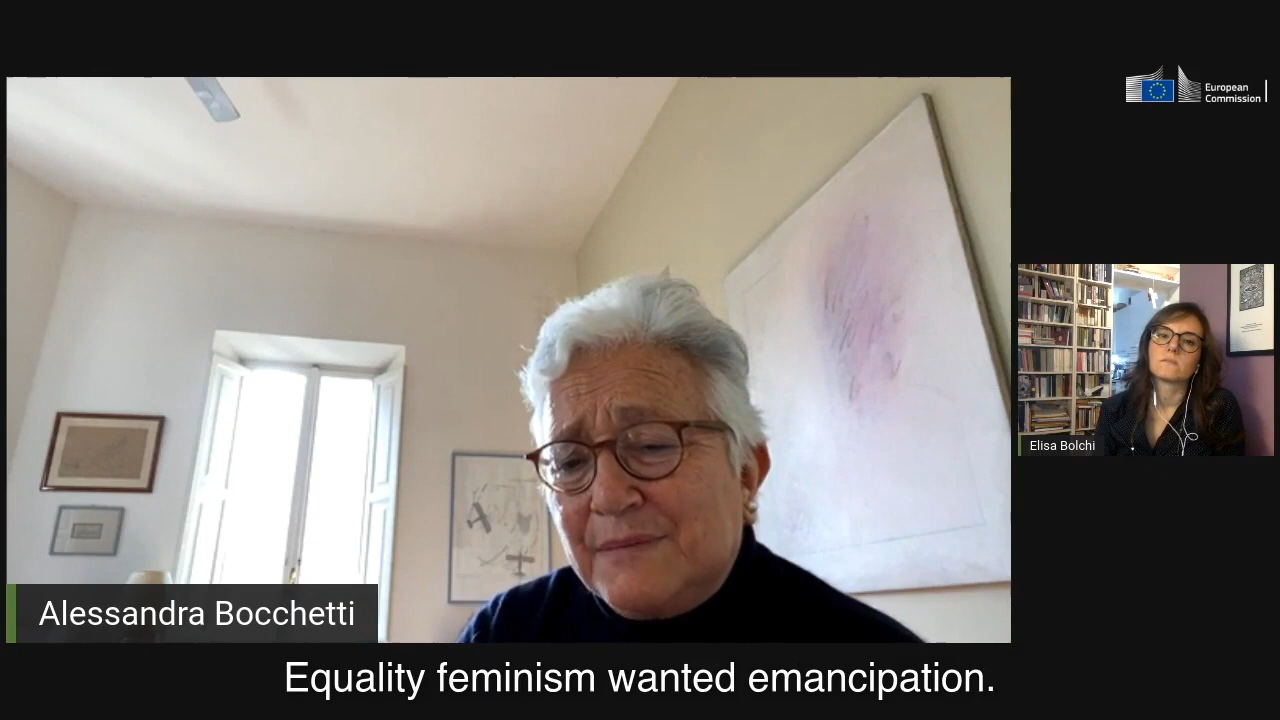 European
Commission
Elisa Bolchi
Alessandra Bocchetti
Equality feminism wanted emancipation.